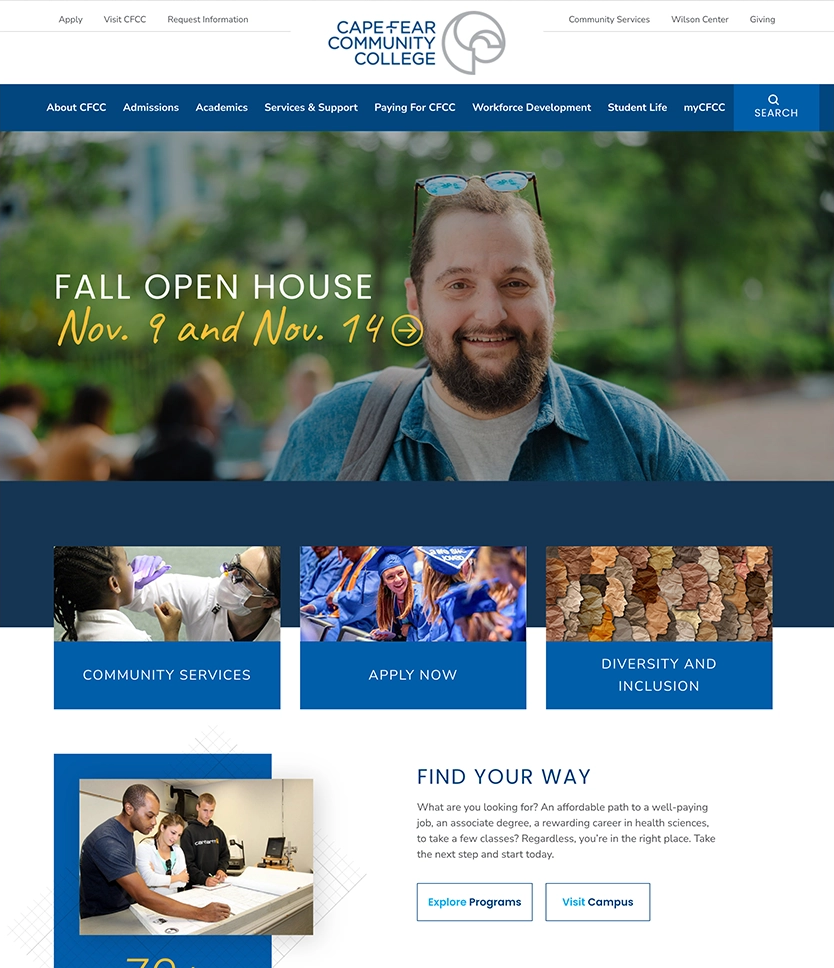 Apply Visit CFCC Request Information
CAPE FEAR
COMMUNITY
COLLEGE
Community Services Wilson Center Giving
About CFCC Admissions Academics Services & Support Paying For CFCC Workforce Development Student Life myCFCC
SEARCH
FALL OPEN HOUSE
Nov. 9 and Nov. 14
COMMUNITY SERVICES
APPLY NOW
DIVERSITY AND
INCLUSION
FIND YOUR WAY
What are you looking for? An affordable path to a well-paying
job, an associate degree, a rewarding career in health sciences,
to take a few classes? Regardless, you're in the right place. Take
the next step and start today.
Explore Programs
Visit Campus